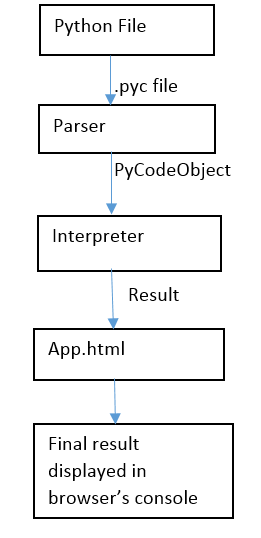 Python File
.pyc file
Parser
PyCodeObject
Interpreter
Result
App.html
Final result
displayed in
browser's console